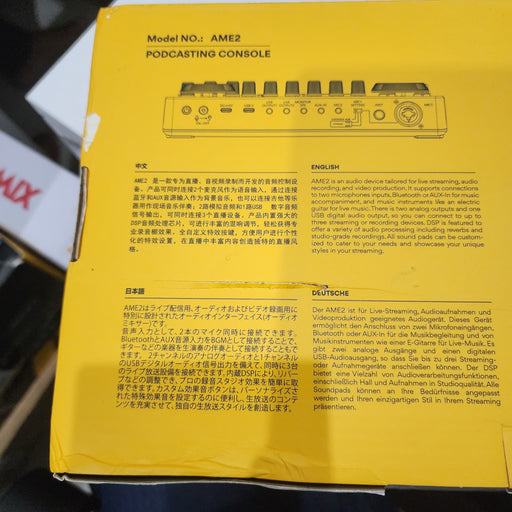 Model NO.: AME2
PODCASTING CONSOLE
中文
AME2 是一款专为直播、音视频录制而开发的音频控制设
备。产品可同时连接2个麦克风作为语音输入，通过连接
蓝牙和AUX音源输入作为背景音乐，也可以连接吉他等乐
器用作现场音乐伴奏；2路模拟音频和1路USB 数字音频
信号输出，可同时连接3个直播设备。产品内置强大的
DSP音频处理芯片，可进行丰富的混响调节，轻松获得专
业录音棚效果。全自定义特效按键，方便用户进行个性
化的特效设置，在直播中丰富内容创造独特的直播风
格。
ENGLISH
AME2 is an audio device tailored for live streaming, audio
recording, and video production. It supports connections
to two microphones inputs, Bluetooth or AUX-In for music
accompaniment, and music instruments like an electric
guitar for live music. There is two analog outputs and one
USB digital audio output, so you can connect to up to
three streaming or recording devices. DSP is featured to
offer a variety of audio processing including reverbs and
studio-grade recordings. All sound pads can be custom-
ized to cater to your needs and showcase your unique
styles in your streaming.
日本語
AME2はライブ配信用、オーディオおよびビデオ録画用に
特別に設計されたオーディオインターフェイス(オーディ
オミキサー)です。
音声入力として、2本のマイク同時に接続できます。
BluetoothとAUX音源入力をBGMとして接続することで、
ギターなどの楽器を生演奏の伴奏として接続することもで
きます。 2チャンネルのアナログオーディオと1チャンネル
のUSBデジタルオーディオ信号出力を備えて、同時に3台
のライブ放送設備を接続できます。内蔵DSPにより、リバー
ブなどの調整でき、プロの録音スタジオ効果を簡単に取
得できます。カスタム効果音ボタンは、パーソナライズさ
れた特殊効果音を設定するのに便利し、生放送のコンテ
ンツを充実させて、独自の生放送スタイルを創造します。
DEUTSCHE
Der AME2 ist für Live-Streaming, Audioaufnahmen und
Videoproduktion geeignetes Audiogerät. Dieses Gerät
ermöglicht den Anschluss von zwei Mikrofoneingängen,
Bluetooth oder AUX-In für die Musikbegleitung und von
Musikinstrumenten wie einer E-Gitarre für Live-Musik. Es
gibt zwei analoge Ausgänge und einen digitalen
USB-Audioausgang, so dass Sie bis zu drei Streaming-
oder Aufnahmegeräte anschließen können. Der DSP
bietet eine Vielzahl von Audioverarbeitungsfunktionen,
einschließlich Hall und Aufnahmen in Studioqualität. Alle
Soundpads können an Ihre Bedürfnisse angepasst
werden und Ihren einzigartigen Stil in Ihrem Streaming
präsentieren.